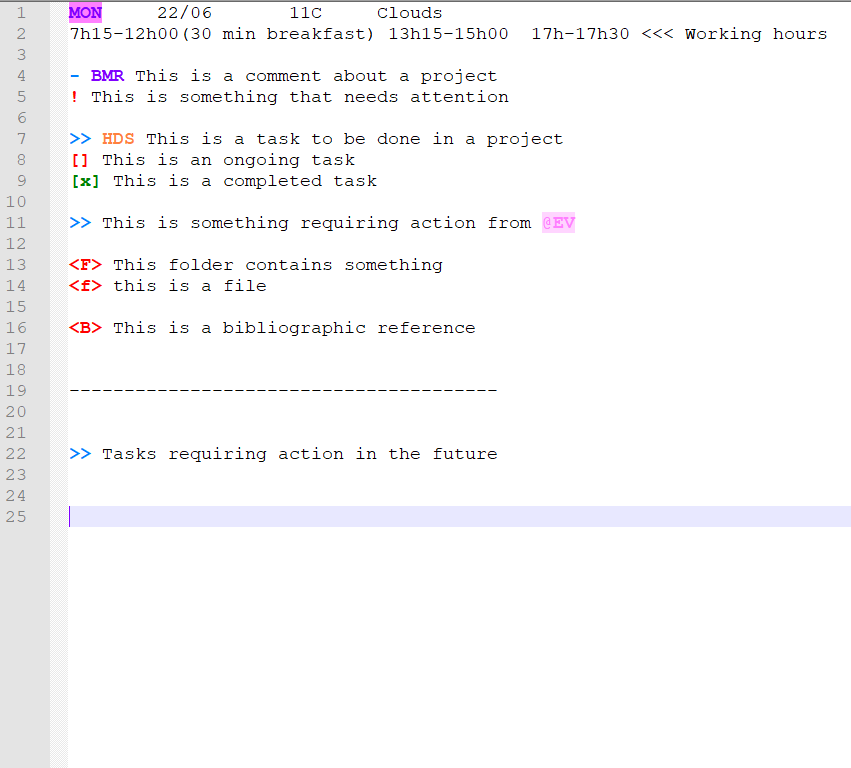 1 MON 22/06 11C Clouds
2 7h15-12h00(30 min breakfast) 13h15-15h00 17h-17h30 <<< Working hours
3
4 - BMR This is a comment about a project
5 ! This is something that needs attention
6
7 >> HDS This is a task to be done in a project
8 [] This is an ongoing task
9 [x] This is a completed task
10
11 >> This is something requiring action from @EV
12
13 <F> This folder contains something
14 <f> this is a file
15
16 <B> This is a bibliographic reference
17
18
19 ---------------------------------------
20
21
22 >> Tasks requiring action in the future
23
24
25